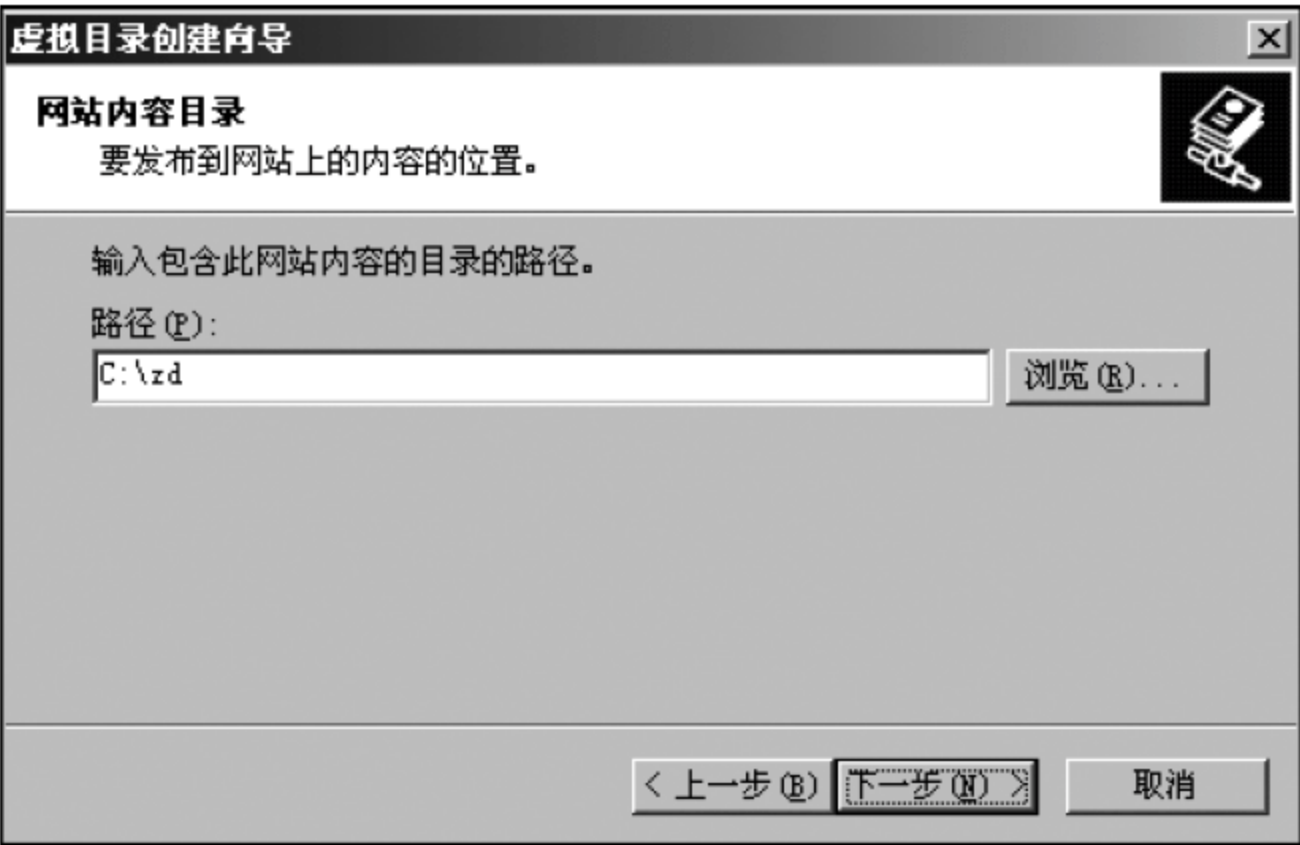 虚拟目录创建向导
网站内容目录
要发布到网站上的内容的位置。
输入包含此网站内容的目录的路径。
路径(P):
C:\zd
浏览(R)...
< 上一步(B) 下一步(N) > 取消